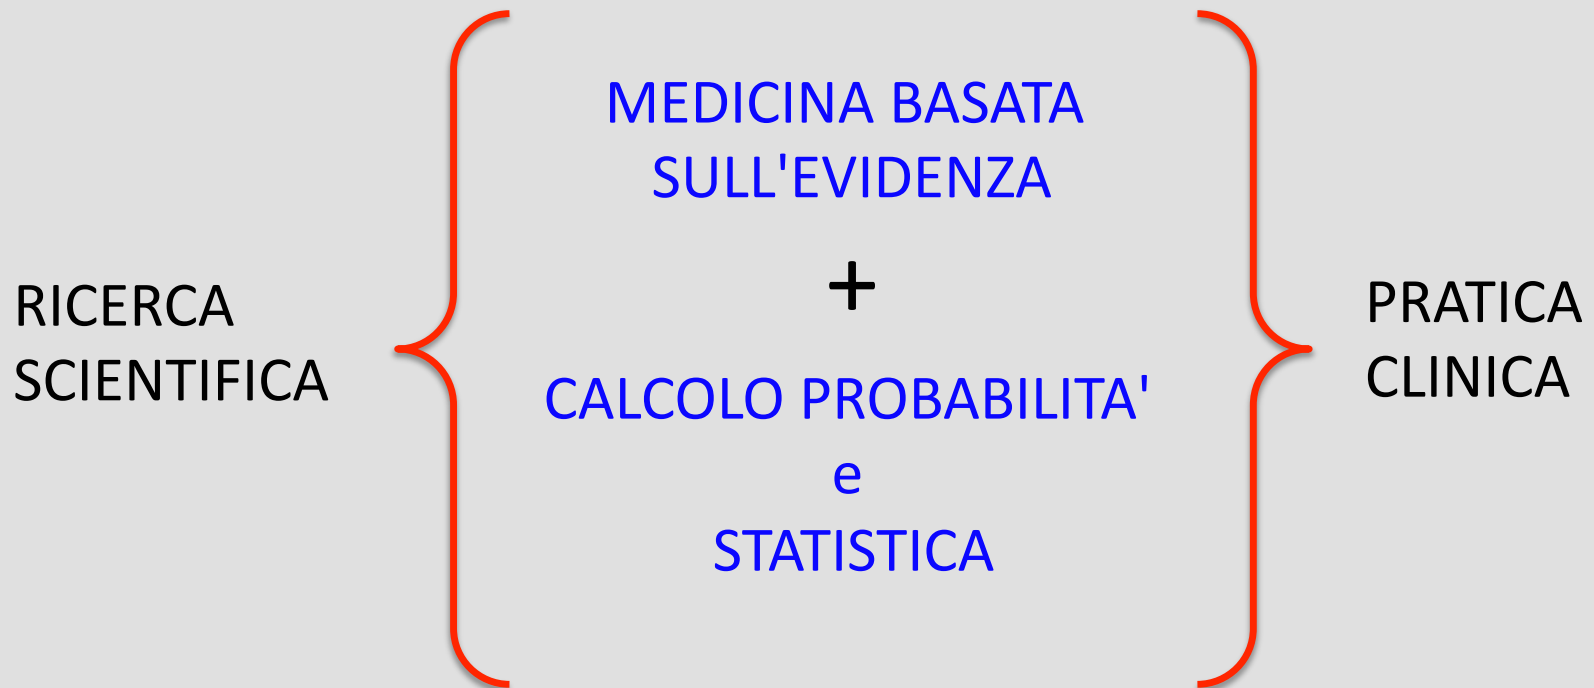 RICERCA
SCIENTIFICA
MEDICINA BASATA
SULL'EVIDENZA
+
CALCOLO PROBABILITA'
e
STATISTICA
PRATICA
CLINICA